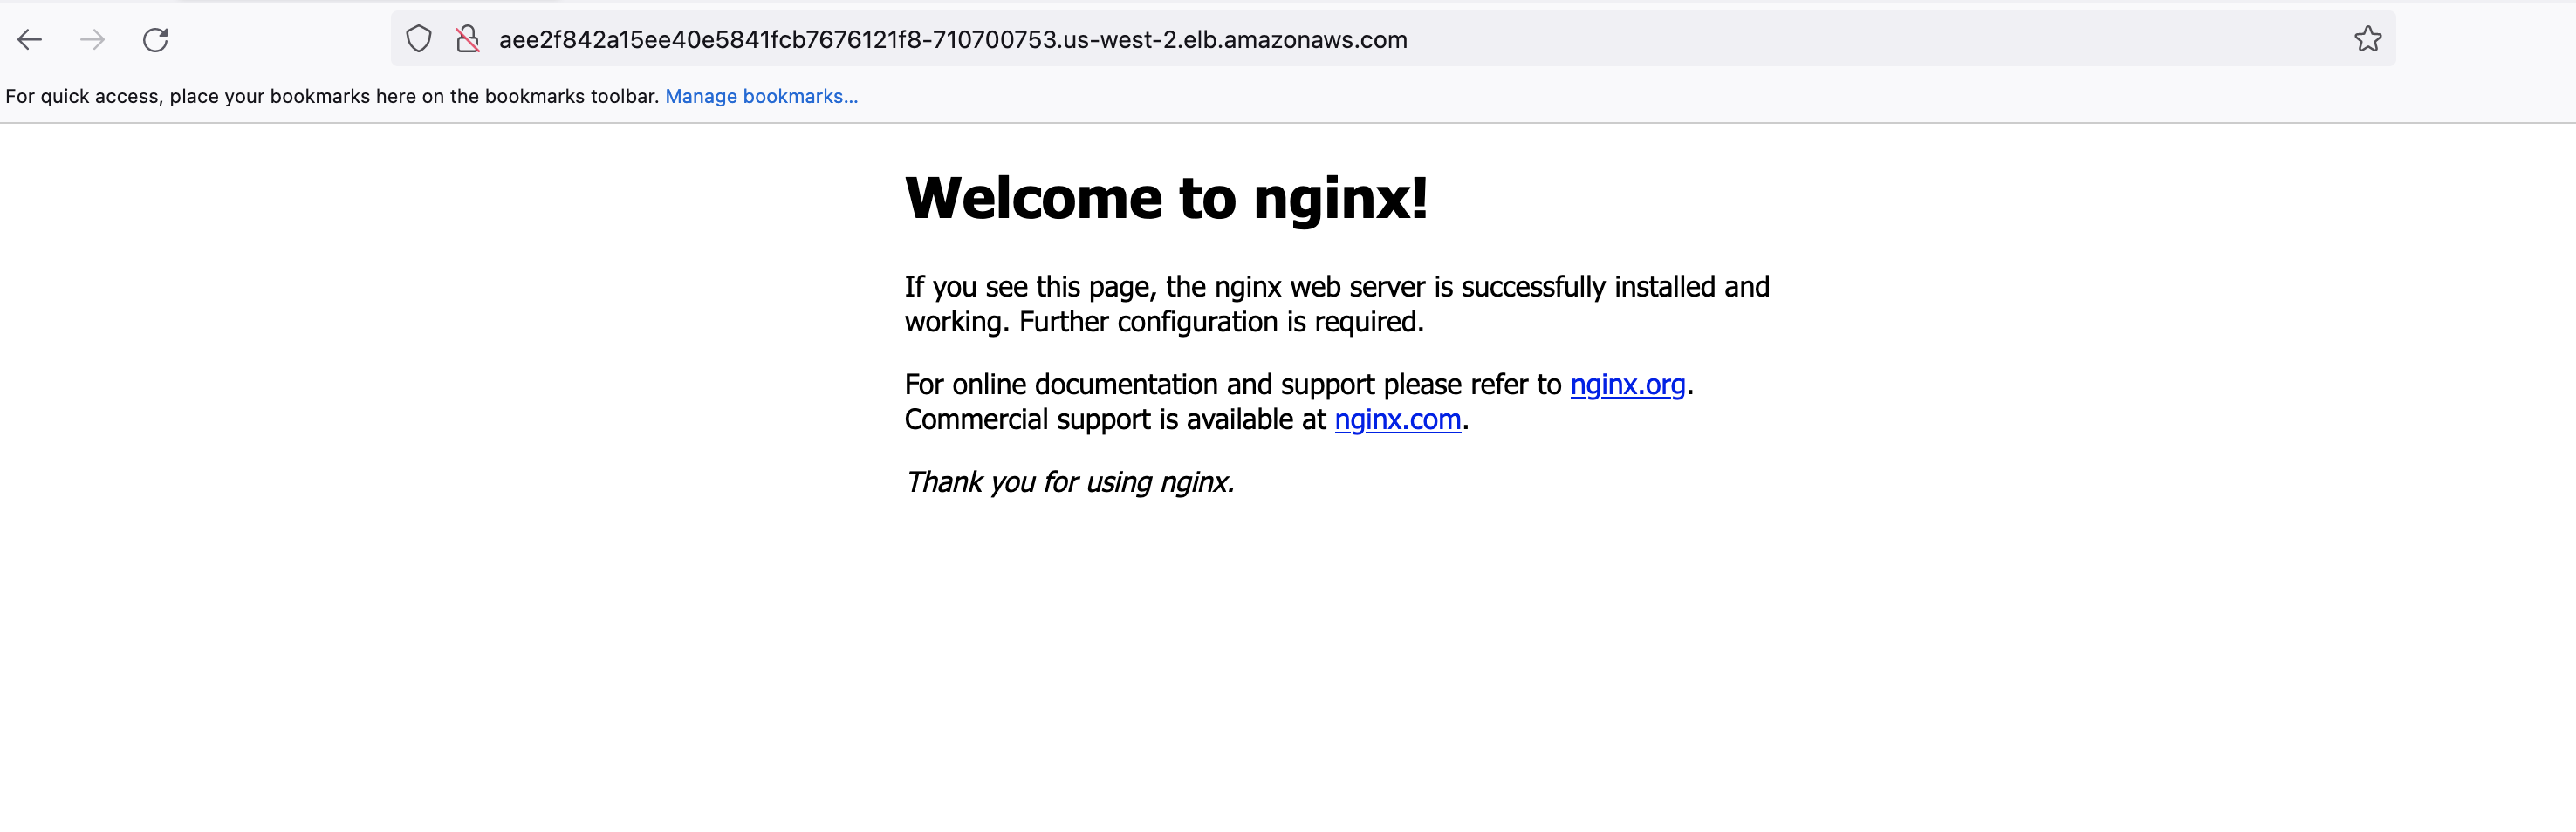 aee2f842a15ee40e5841fcb7676121f8-710700753.us-west-2.elb.amazonaws.com
For quick access, place your bookmarks here on the bookmarks toolbar. Manage bookmarks...
Welcome to nginx!
If you see this page, the nginx web server is successfully installed and
working. Further configuration is required.
For online documentation and support please refer to nginx.org.
Commercial support is available at nginx.com.
Thank you for using nginx.